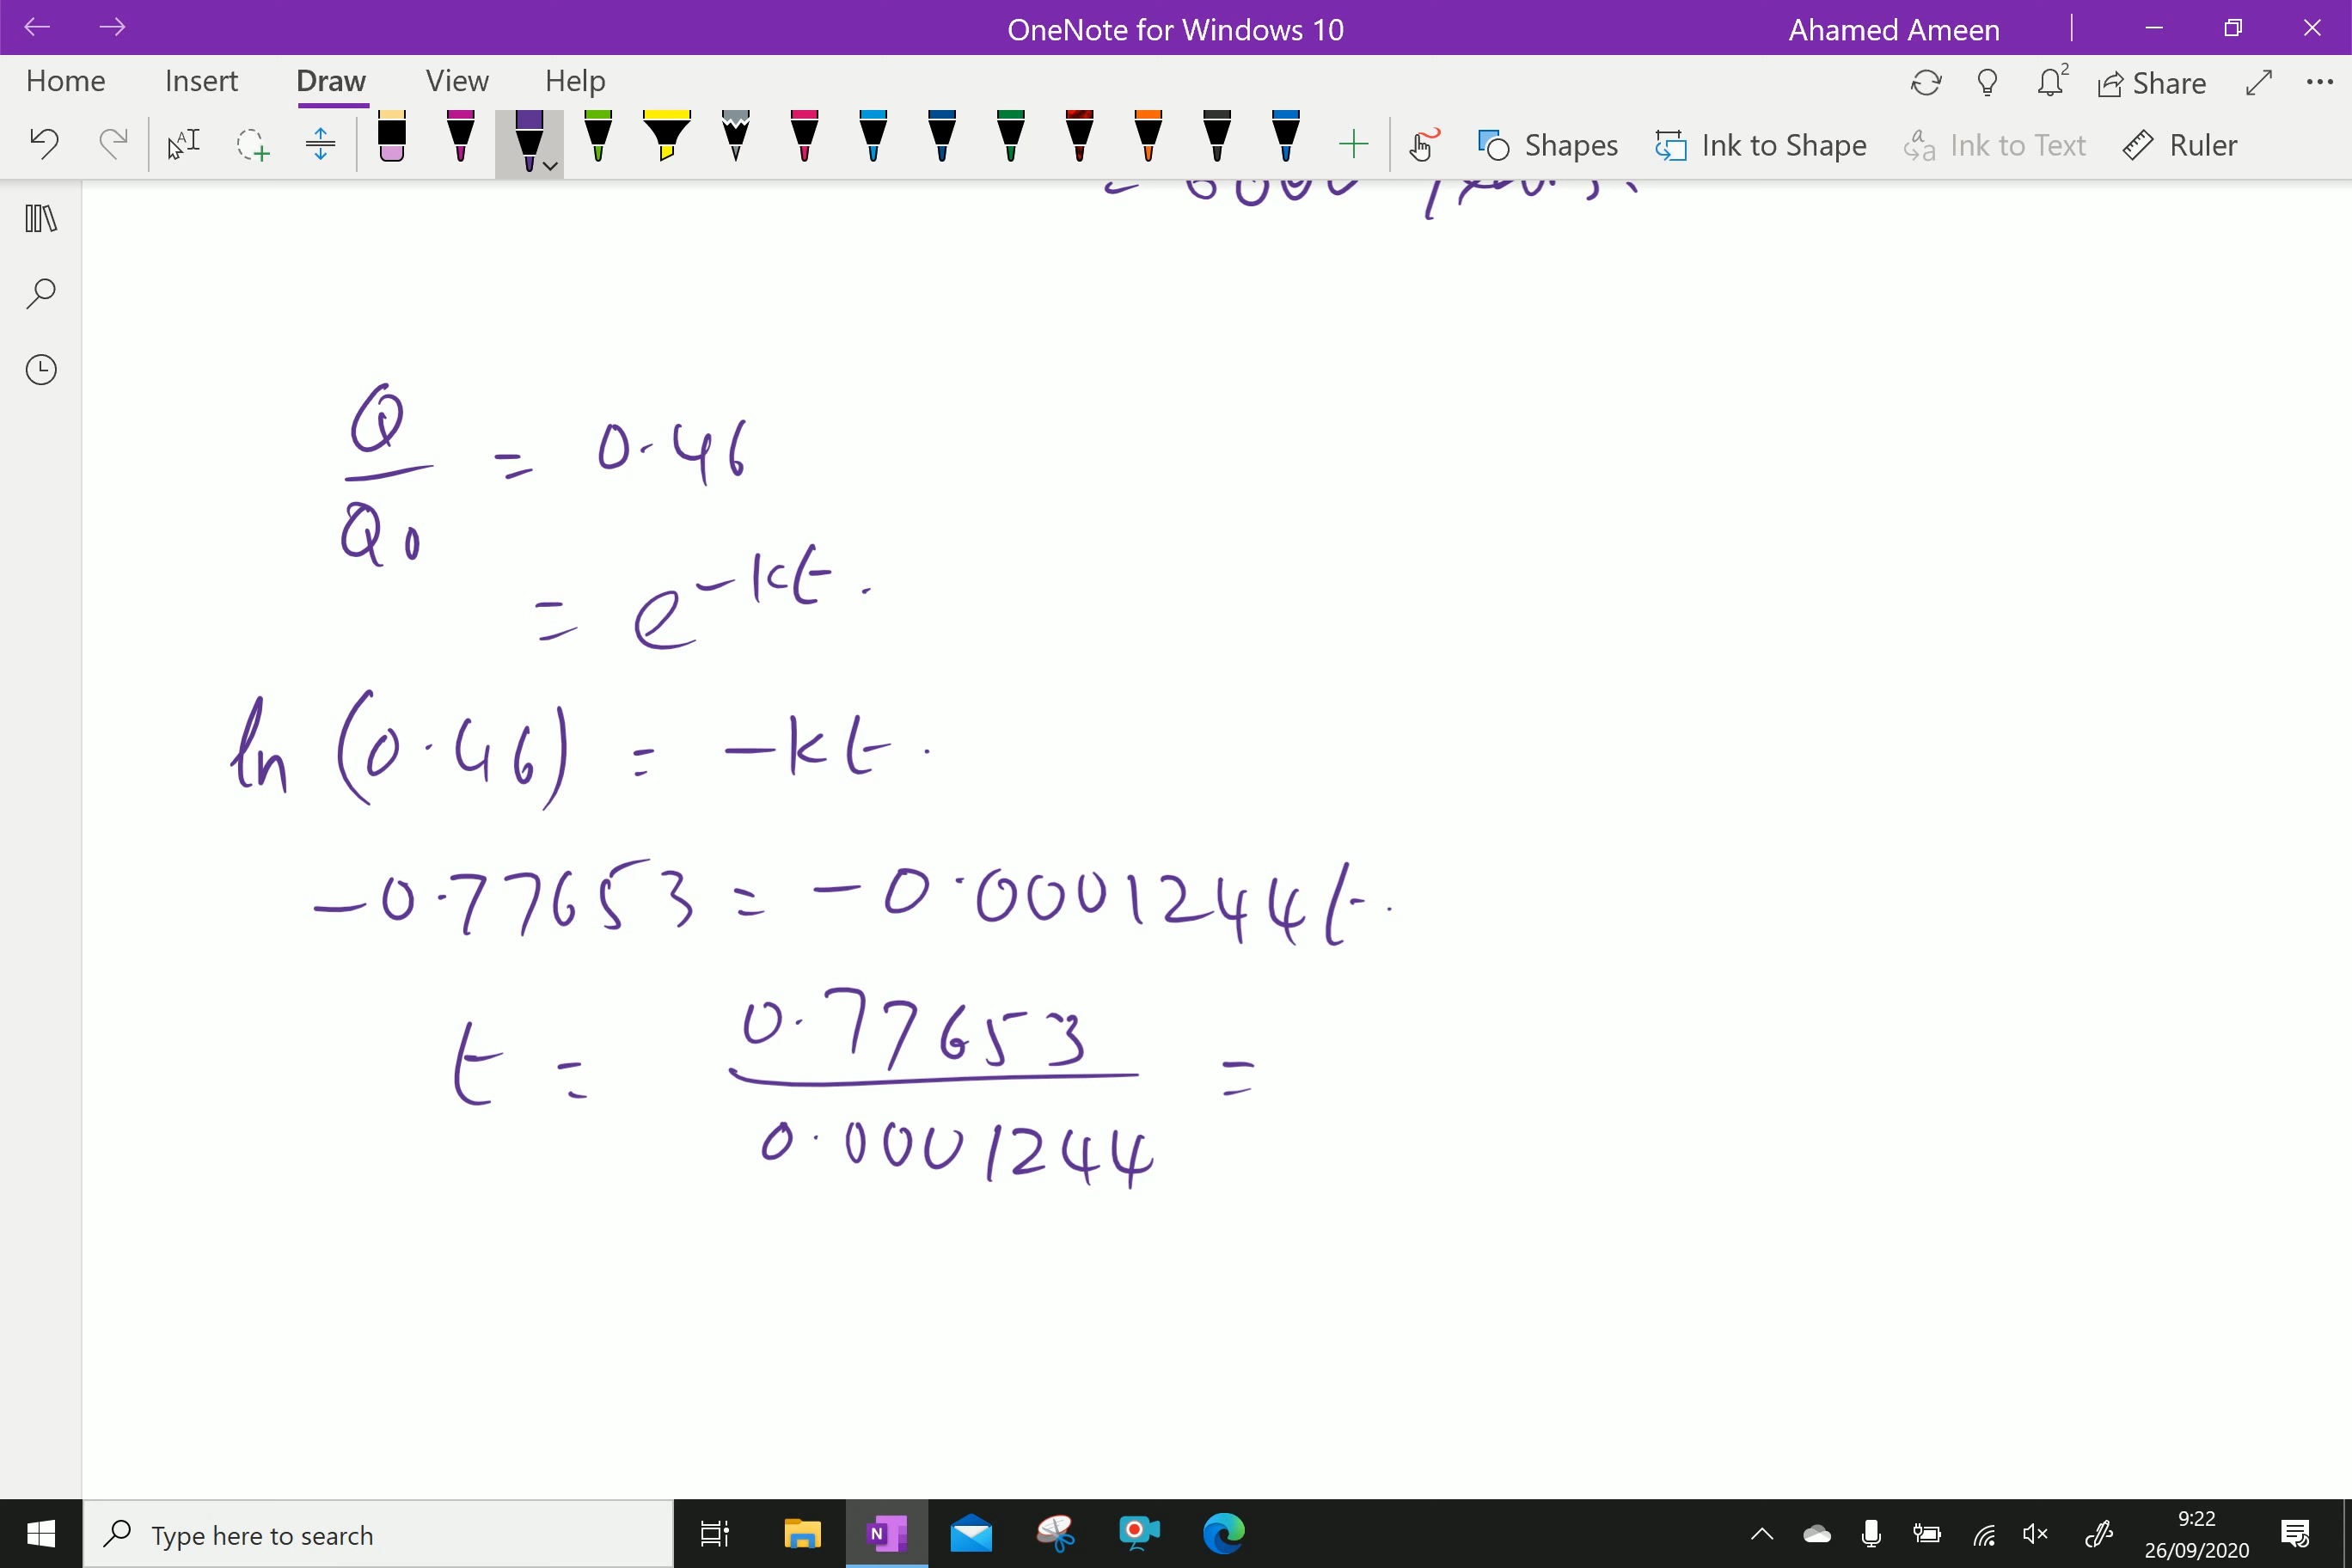 OneNote for Windows 10
Ahamed Ameen
Home Insert Draw View Help
2 Share
Shapes Ink to Shape Ink to Text Ruler
Q/Q0 = 0.46
= e^-kt.
ln (0.46) = -kt.
-0.77653 = -0.0001244t.
t = 0.77653/0.0001244 =
Type here to search
9:22
26/09/2020